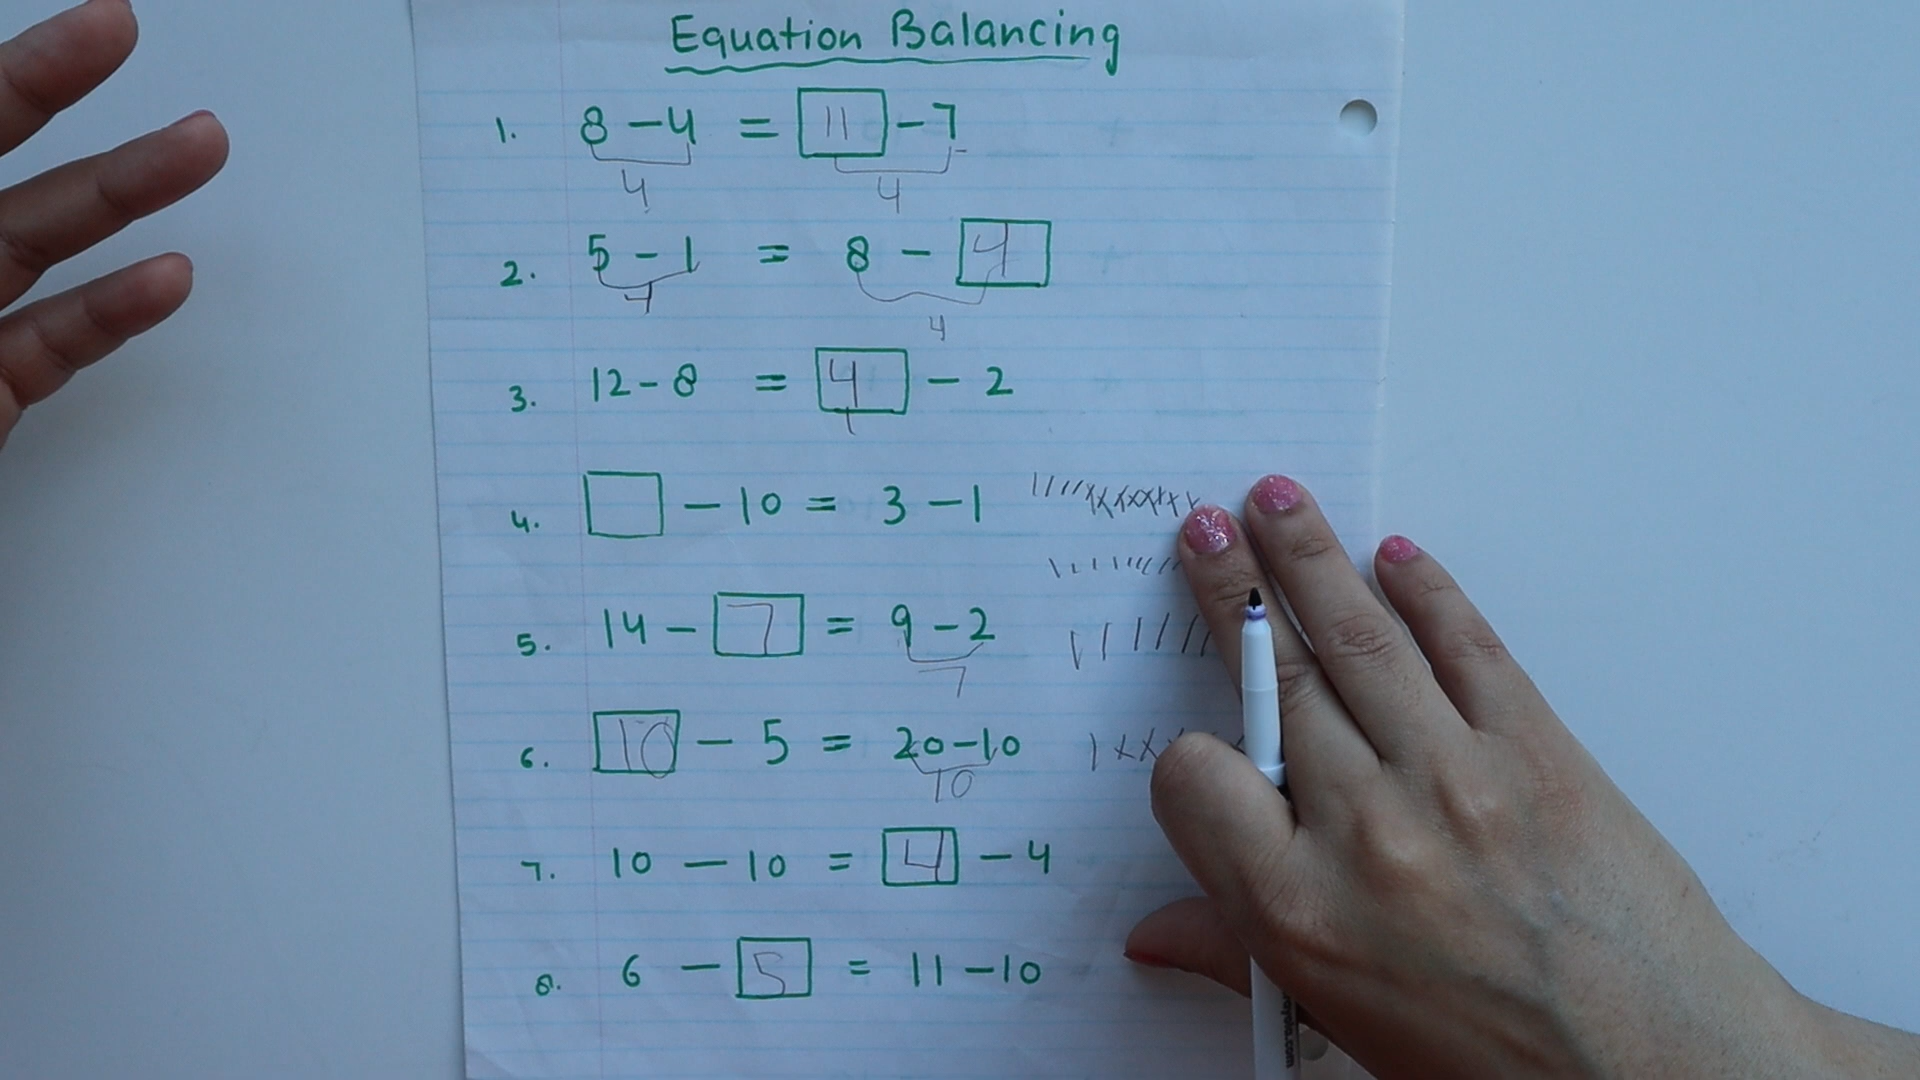 Equation Balancing
1. 8 - 4 = 11 - 7
4 4
2. 5 - 1 = 8 - 4
4 4
3. 12 - 8 = 4 - 2
4. - 10 = 3 - 1
5. 14 - 7 = 9 - 2
7
6. 10 - 5 = 20 - 10
10
7. 10 - 10 = 4 - 4
8. 6 - 5 = 11 - 10